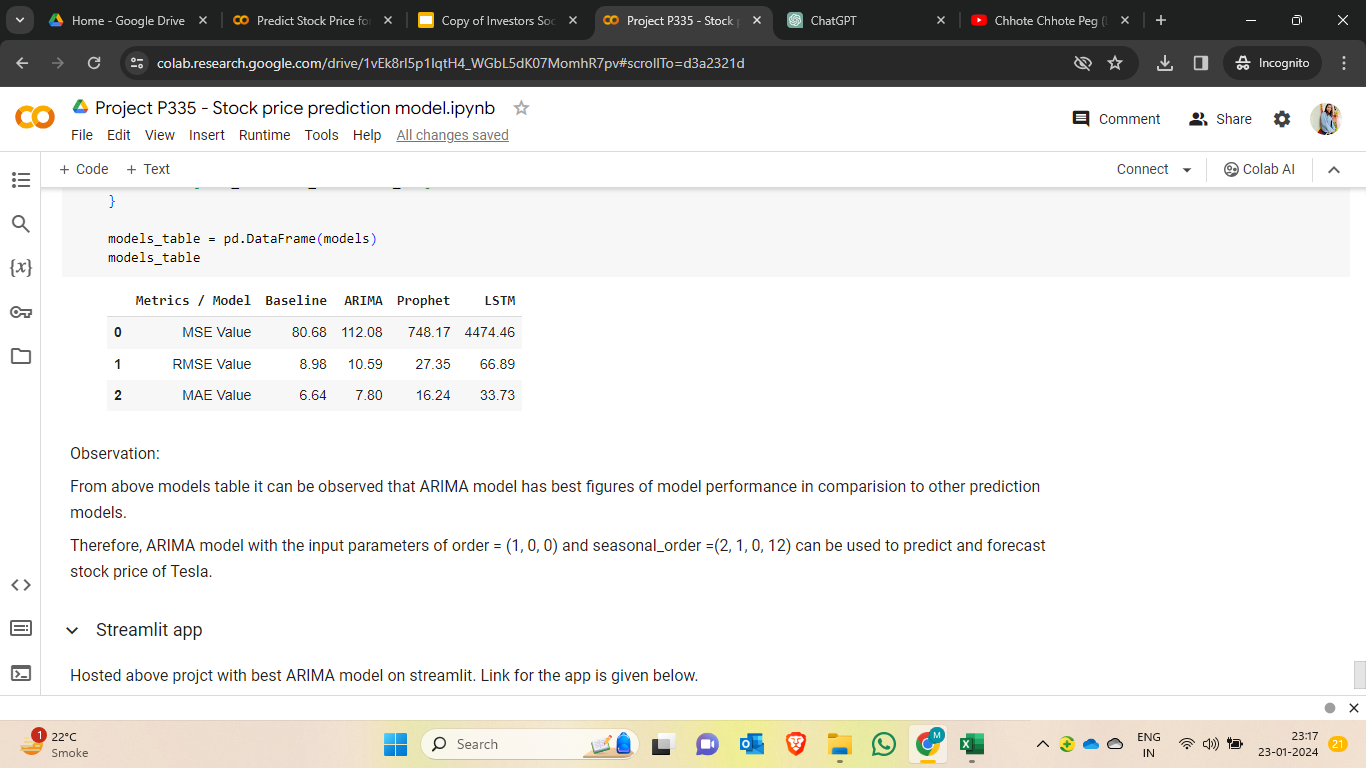 Home - Google Drive
Predict Stock Price fo
Copy of Investors Soc
Project P335 - Stock p
ChatGPT
Chhote Chhote Peg (
colab.research.google.com/drive/1vEk8rI5p1lqtH4_WGbL5dK07MomhR7pv#scrollTo=d3a2321d
Incognito
Project P335 - Stock price prediction model.ipynb
Comment
Share
File Edit View Insert Runtime Tools Help All changes saved
+ Code + Text
Connect
Colab AI
}
models_table = pd.DataFrame(models)
models_table
Metrics / Model Baseline ARIMA Prophet LSTM
0 MSE Value 80.68 112.08 748.17 4474.46
1 RMSE Value 8.98 10.59 27.35 66.89
2 MAE Value 6.64 7.80 16.24 33.73
Observation:
From above models table it can be observed that ARIMA model has best figures of model performance in comparision to other prediction
models.
Therefore, ARIMA model with the input parameters of order = (1, 0, 0) and seasonal_order =(2, 1, 0, 12) can be used to predict and forecast
stock price of Tesla.
Streamlit app
Hosted above projct with best ARIMA model on streamlit. Link for the app is given below.
1
22°C
Smoke
Search
M
ENG
IN
23:17
23-01-2024
21